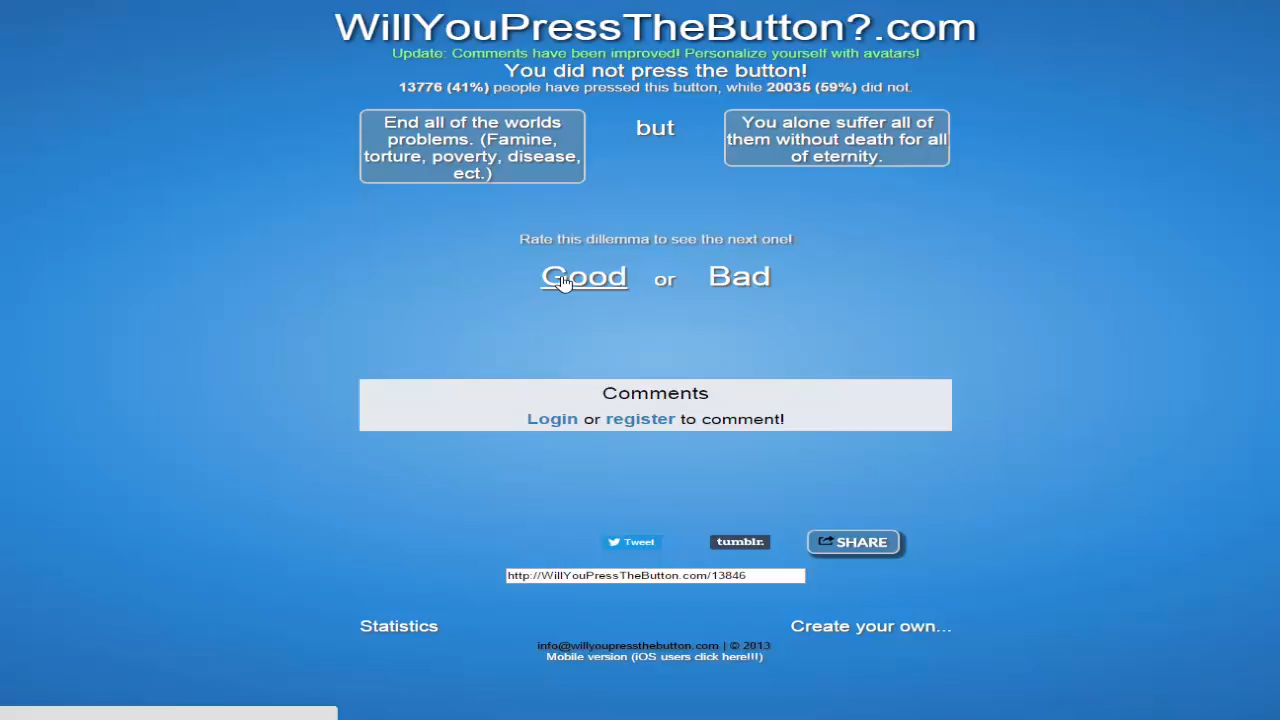 WillYouPressTheButton?.com
Update: Comments have been improved! Personalize yourself with avatars!
You did not press the button!
13776 (41%) people have pressed this button, while 20035 (59%) did not.
End all of the worlds
problems. (Famine,
torture, poverty, disease,
ect.)
but
You alone suffer all of
them without death for all
of eternity.
Rate this dillemma to see the next one!
Good or Bad
Comments
Login or register to comment!
Tweet
tumblr.
SHARE
http://WillYouPressTheButton.com/13846
Statistics
Create your own...
info@willyoupressthebutton.com | © 2013
Mobile version (iOS users click here!!!)